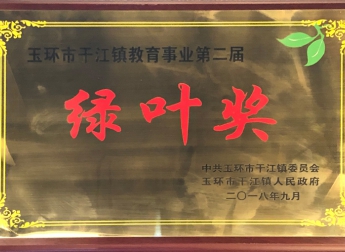 玉环市干江镇教育事业第二届
绿叶奖
中共玉环市干江镇委员会
玉环市干江镇人民政府
二〇一八年九月